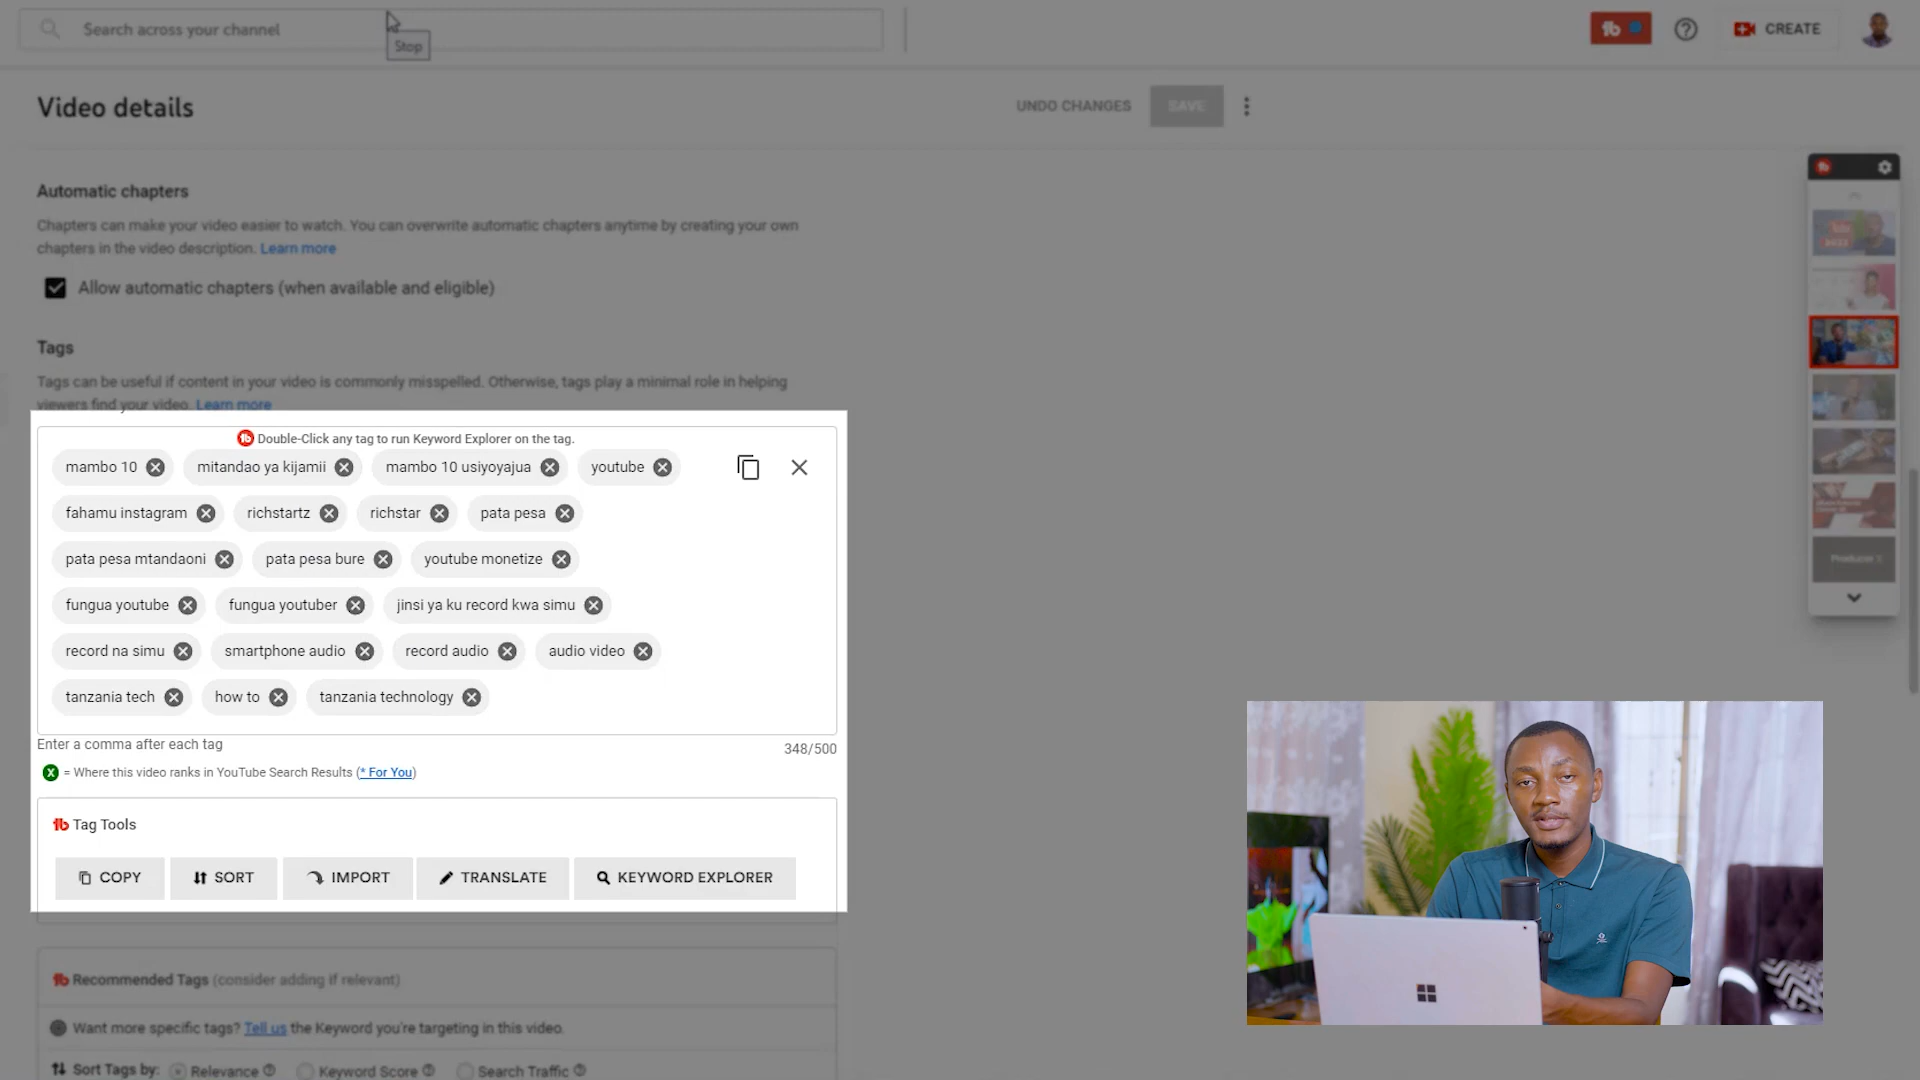 Search across your channel
Stop
CREATE
Video details
UNDO CHANGES
SAVE
Automatic chapters
Chapters can make your video easier to watch. You can overwrite automatic chapters anytime by creating your own
chapters in the video description. Learn more
Allow automatic chapters (when available and eligible)
Tags
Tags can be useful if content in your video is commonly misspelled. Otherwise, tags play a minimal role in helping
viewers find your video. Learn more
Double-Click any tag to run Keyword Explorer on the tag.
mambo 10 mitandao ya kijamii mambo 10 usiyoyajua youtube
fahamu instagram richstartz richstar pata pesa
pata pesa mtandaoni pata pesa bure youtube monetize
fungua youtube fungua youtuber jinsi ya ku record kwa simu
record na simu smartphone audio record audio audio video
tanzania tech how to tanzania technology
Enter a comma after each tag
348/500
X = Where this video ranks in YouTube Search Results (* For You)
Tag Tools
COPY SORT IMPORT TRANSLATE KEYWORD EXPLORER
Recommended Tags (consider adding if relevant)
Want more specific tags? Tell us the Keyword you're targeting in this video.
Sort Tags by: Relevance Keyword Score Search Traffic